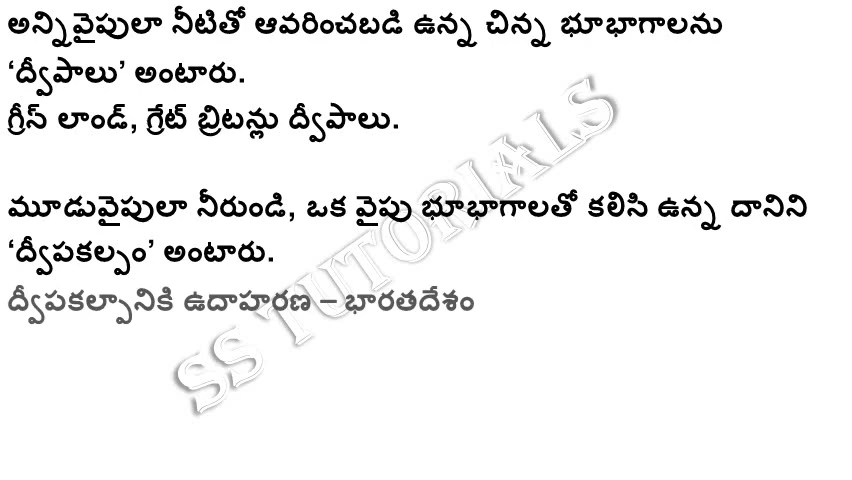 అన్నివైపులా నీటితో ఆవరించబడి ఉన్న చిన్న భూభాగాలను
‘ద్వీపాలు’ అంటారు.
గ్రీస్ లాండ్, గ్రేట్ బ్రిటన్లు ద్వీపాలు.
మూడువైపులా నీరుండి, ఒక వైపు భూభాగాలతో కలిసి ఉన్న దానిని
‘ద్వీపకల్పం’ అంటారు.
ద్వీపకల్పానికి ఉదాహరణ – భారతదేశం
SS TUTORIALS